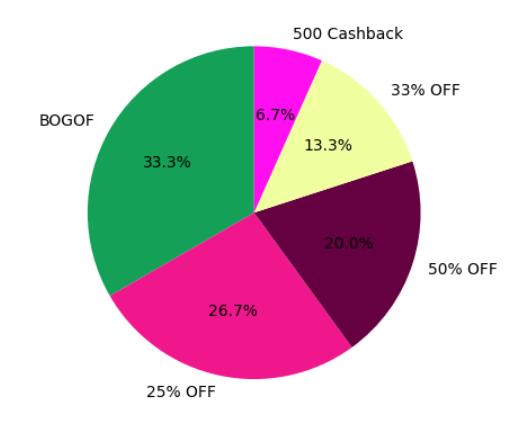 500 Cashback
33% OFF
BOGOF
6.7%
13.3%
33.3%
20.0%
50% OFF
26.7%
25% OFF